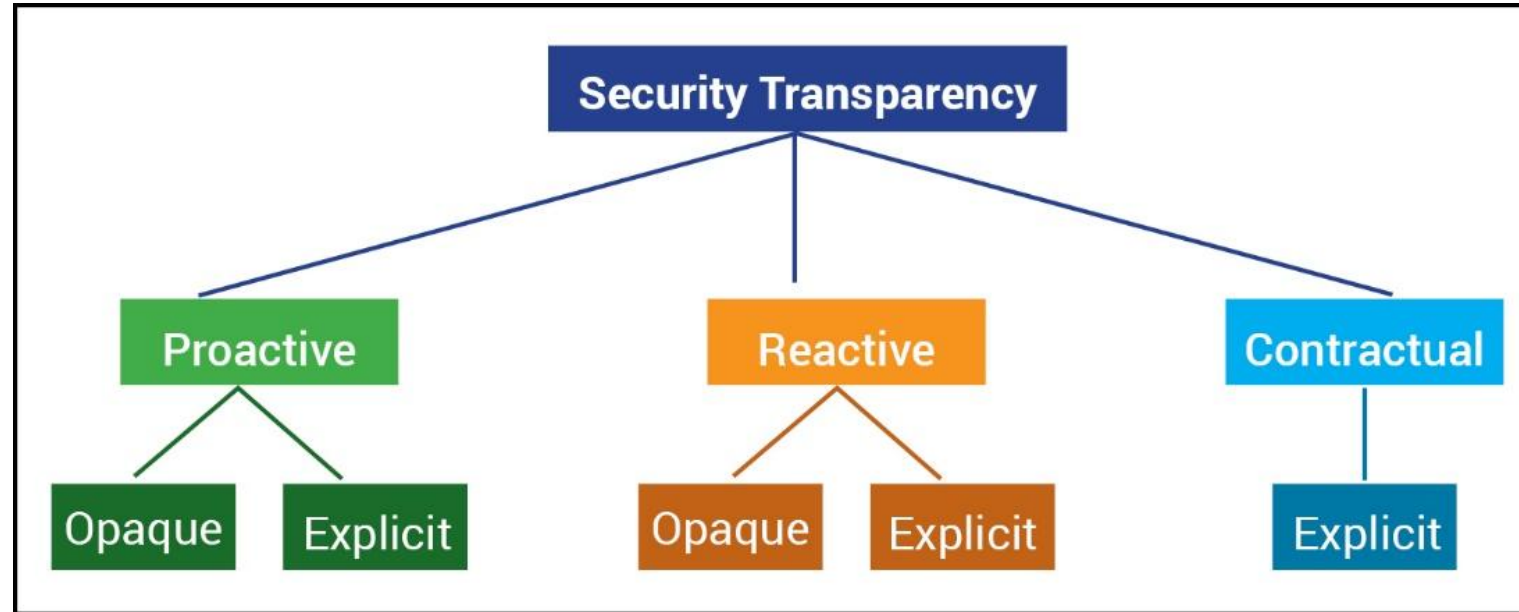 Security Transparency
Proactive
Reactive
Contractual
Opaque
Explicit
Opaque
Explicit
Explicit